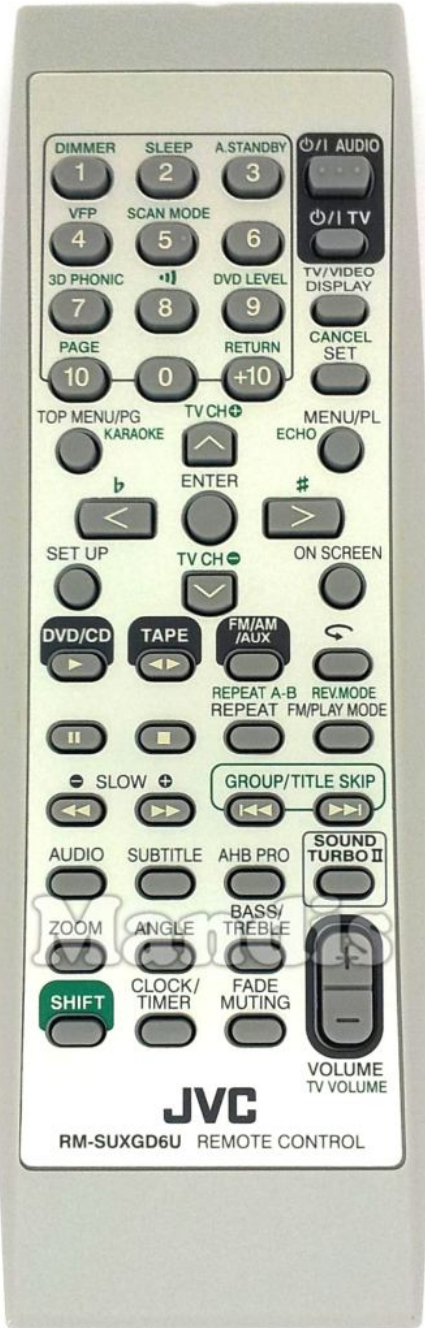 DIMMER SLEEP A.STANDBY ⏻/I AUDIO
1 2 3
VFP SCAN MODE ⏻/I TV
4 5 6
3D PHONIC DVD LEVEL TV/VIDEO
DISPLAY
7 8 9
PAGE RETURN CANCEL
SET
10 0 +10
TOP MENU/PG TV CH + MENU/PL
KARAOKE ECHO
♭ ENTER ♯
< >
SET UP TV CH - ON SCREEN
DVD/CD TAPE FM/AM
/AUX
REPEAT A-B REV.MODE
REPEAT FM/PLAY MODE
- SLOW + GROUP/TITLE SKIP
AUDIO SUBTITLE AHB PRO SOUND
TURBO II
Mandis
ZOOM ANGLE BASS/
TREBLE
+
SHIFT CLOCK/
TIMER FADE
MUTING
-
VOLUME
TV VOLUME
JVC
RM-SUXGD6U REMOTE CONTROL